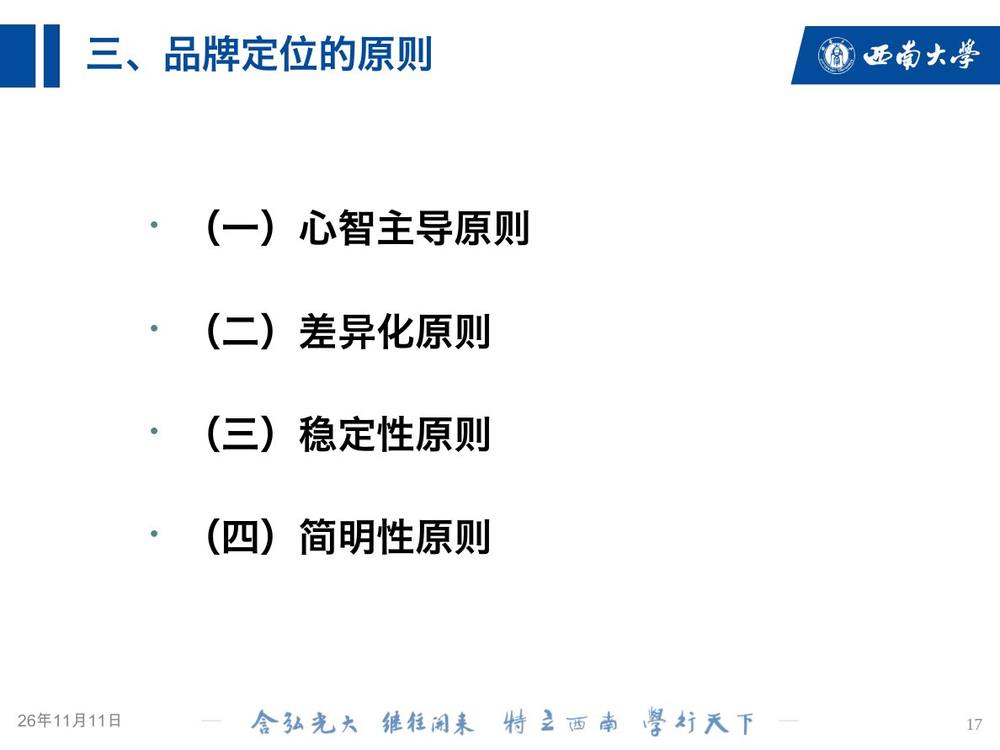 三、品牌定位的原则
西南大学
• （一）心智主导原则
• （二）差异化原则
• （三）稳定性原则
• （四）简明性原则
26年11月11日
含弘光大 继往开来 特立西南 學行天下
17